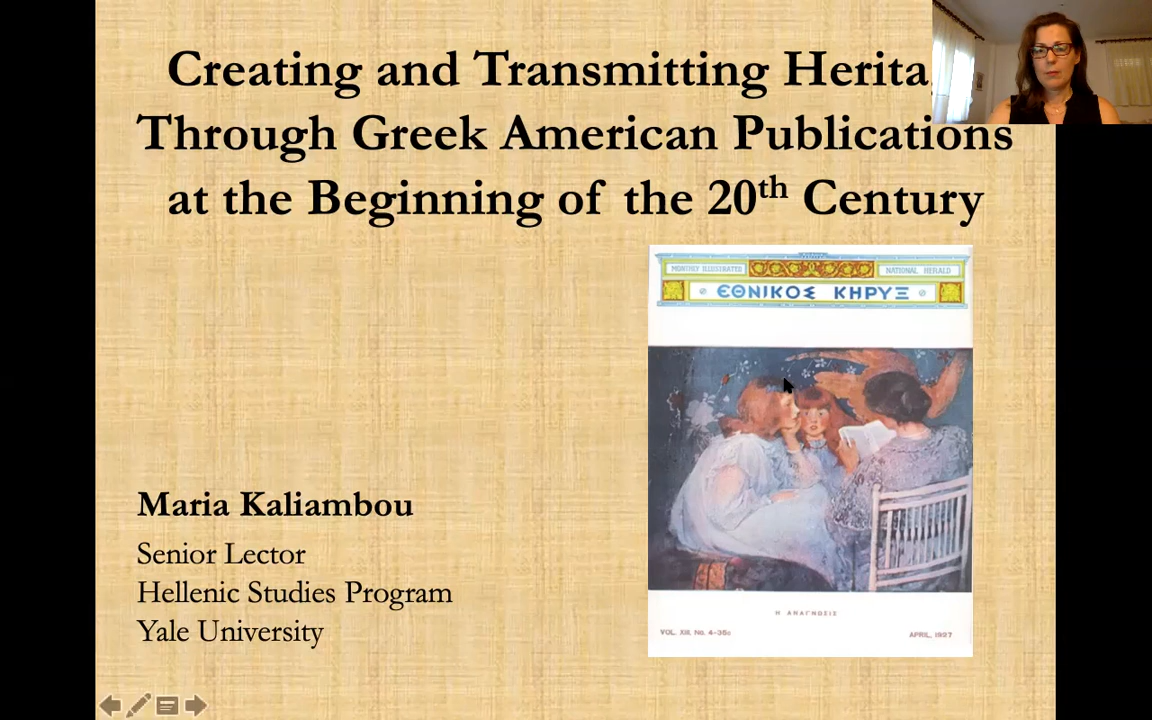 Creating and Transmitting Herita
Through Greek American Publications
at the Beginning of the 20th Century
MONTHLY ILLUSTRATED
NATIONAL HERALD
ΕΘΝΙΚΟΣ ΚΗΡΥΞ
Maria Kaliambou
Senior Lector
Hellenic Studies Program
Yale University
Η ΑΝΑΓΝΩΣΙΣ
VOL. XIII, No. 4-35c
APRIL, 1927